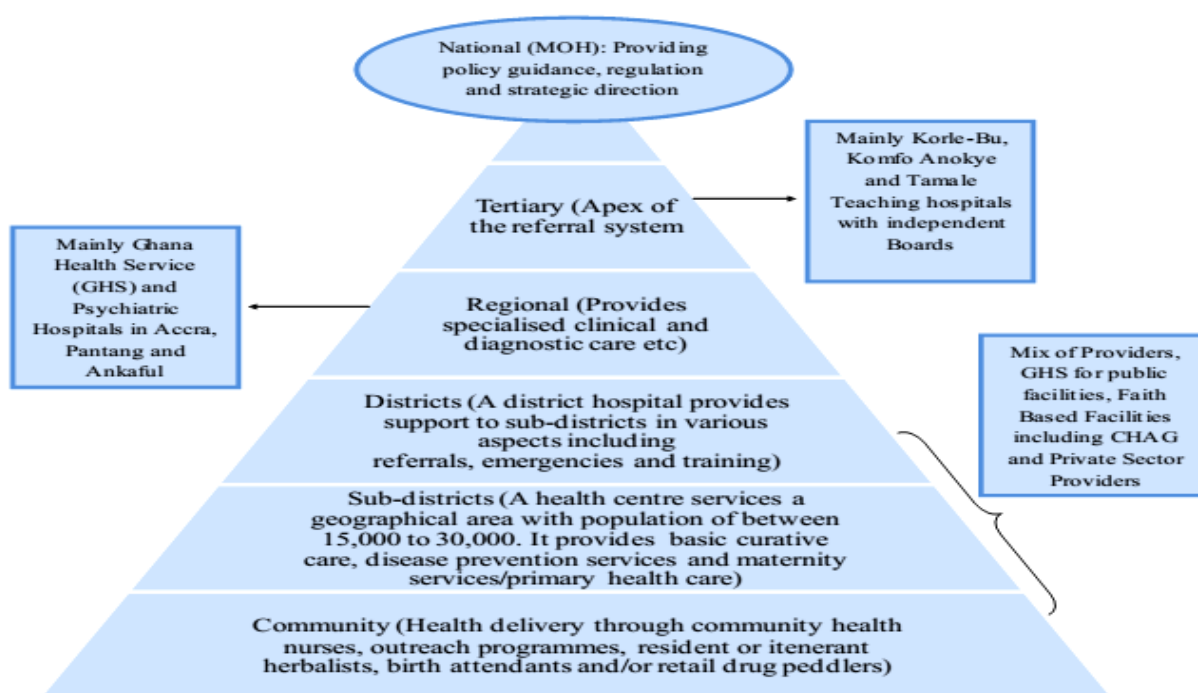 National (MOH): Providing
policy guidance, regulation
and strategic direction
Mainly Korle-Bu,
Komfo Anokye
and Tamale
Teaching hospitals
with independent
Boards
Tertiary (Apex of
the referral system
Mainly Ghana
Health Service
(GHS) and
Psychiatric
Hospitals in Accra,
Pantang and
Ankaful
Regional (Provides
specialised clinical and
diagnostic care etc)
Mix of Providers,
GHS for public
facilities, Faith
Based Facilities
including CHAG
and Private Sector
Providers
Districts (A district hospital provides
support to sub-districts in various
aspects including
referrals, emergencies and training)
Sub-districts (A health centre services a
geographical area with population of between
15,000 to 30,000. It provides basic curative
care, disease prevention services and maternity
services/primary health care)
Community (Health delivery through community health
nurses, outreach programmes, resident or itenerant
herbalists, birth attendants and/or retail drug peddlers)